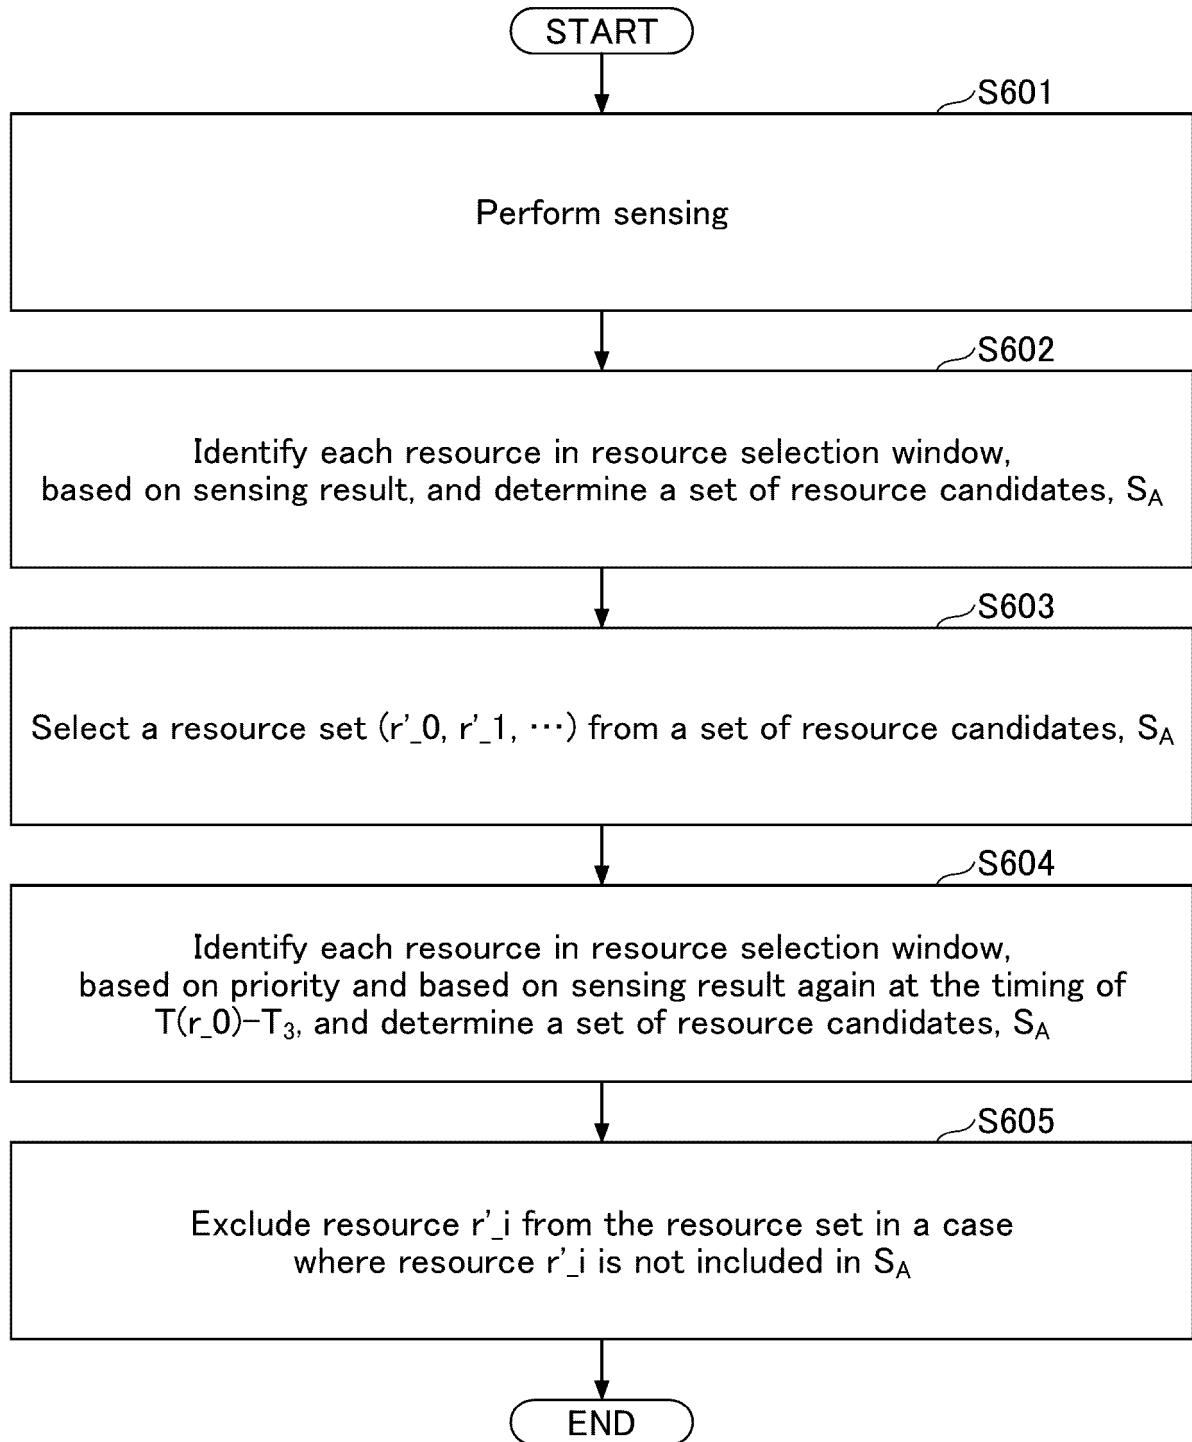 START
S601
Perform sensing
S602
Identify each resource in resource selection window,
based on sensing result, and determine a set of resource candidates, S_A
S603
Select a resource set (r'_0, r'_1, ⋯) from a set of resource candidates, S_A
S604
Identify each resource in resource selection window,
based on priority and based on sensing result again at the timing of
T(r_0)-T₃, and determine a set of resource candidates, S_A
S605
Exclude resource r'_i from the resource set in a case
where resource r'_i is not included in S_A
END